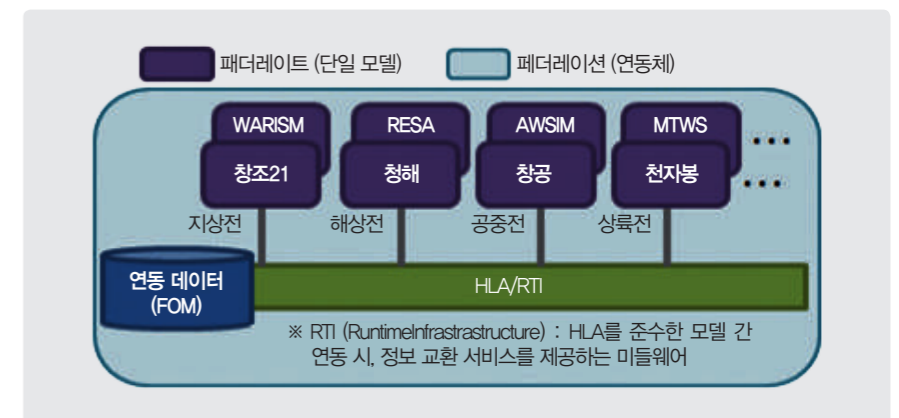 패더레이트 (단일 모델) 페더레이션 (연동체)
WARISM RESA AWSIM MTWS ...
창조21 청해 창공 천자봉 ...
지상전 해상전 공중전 상륙전
연동 데이터
(FOM)
HLA/RTI
※ RTI (RuntimeInfrastrastructure) : HLA를 준수한 모델 간
연동 시, 정보 교환 서비스를 제공하는 미들웨어